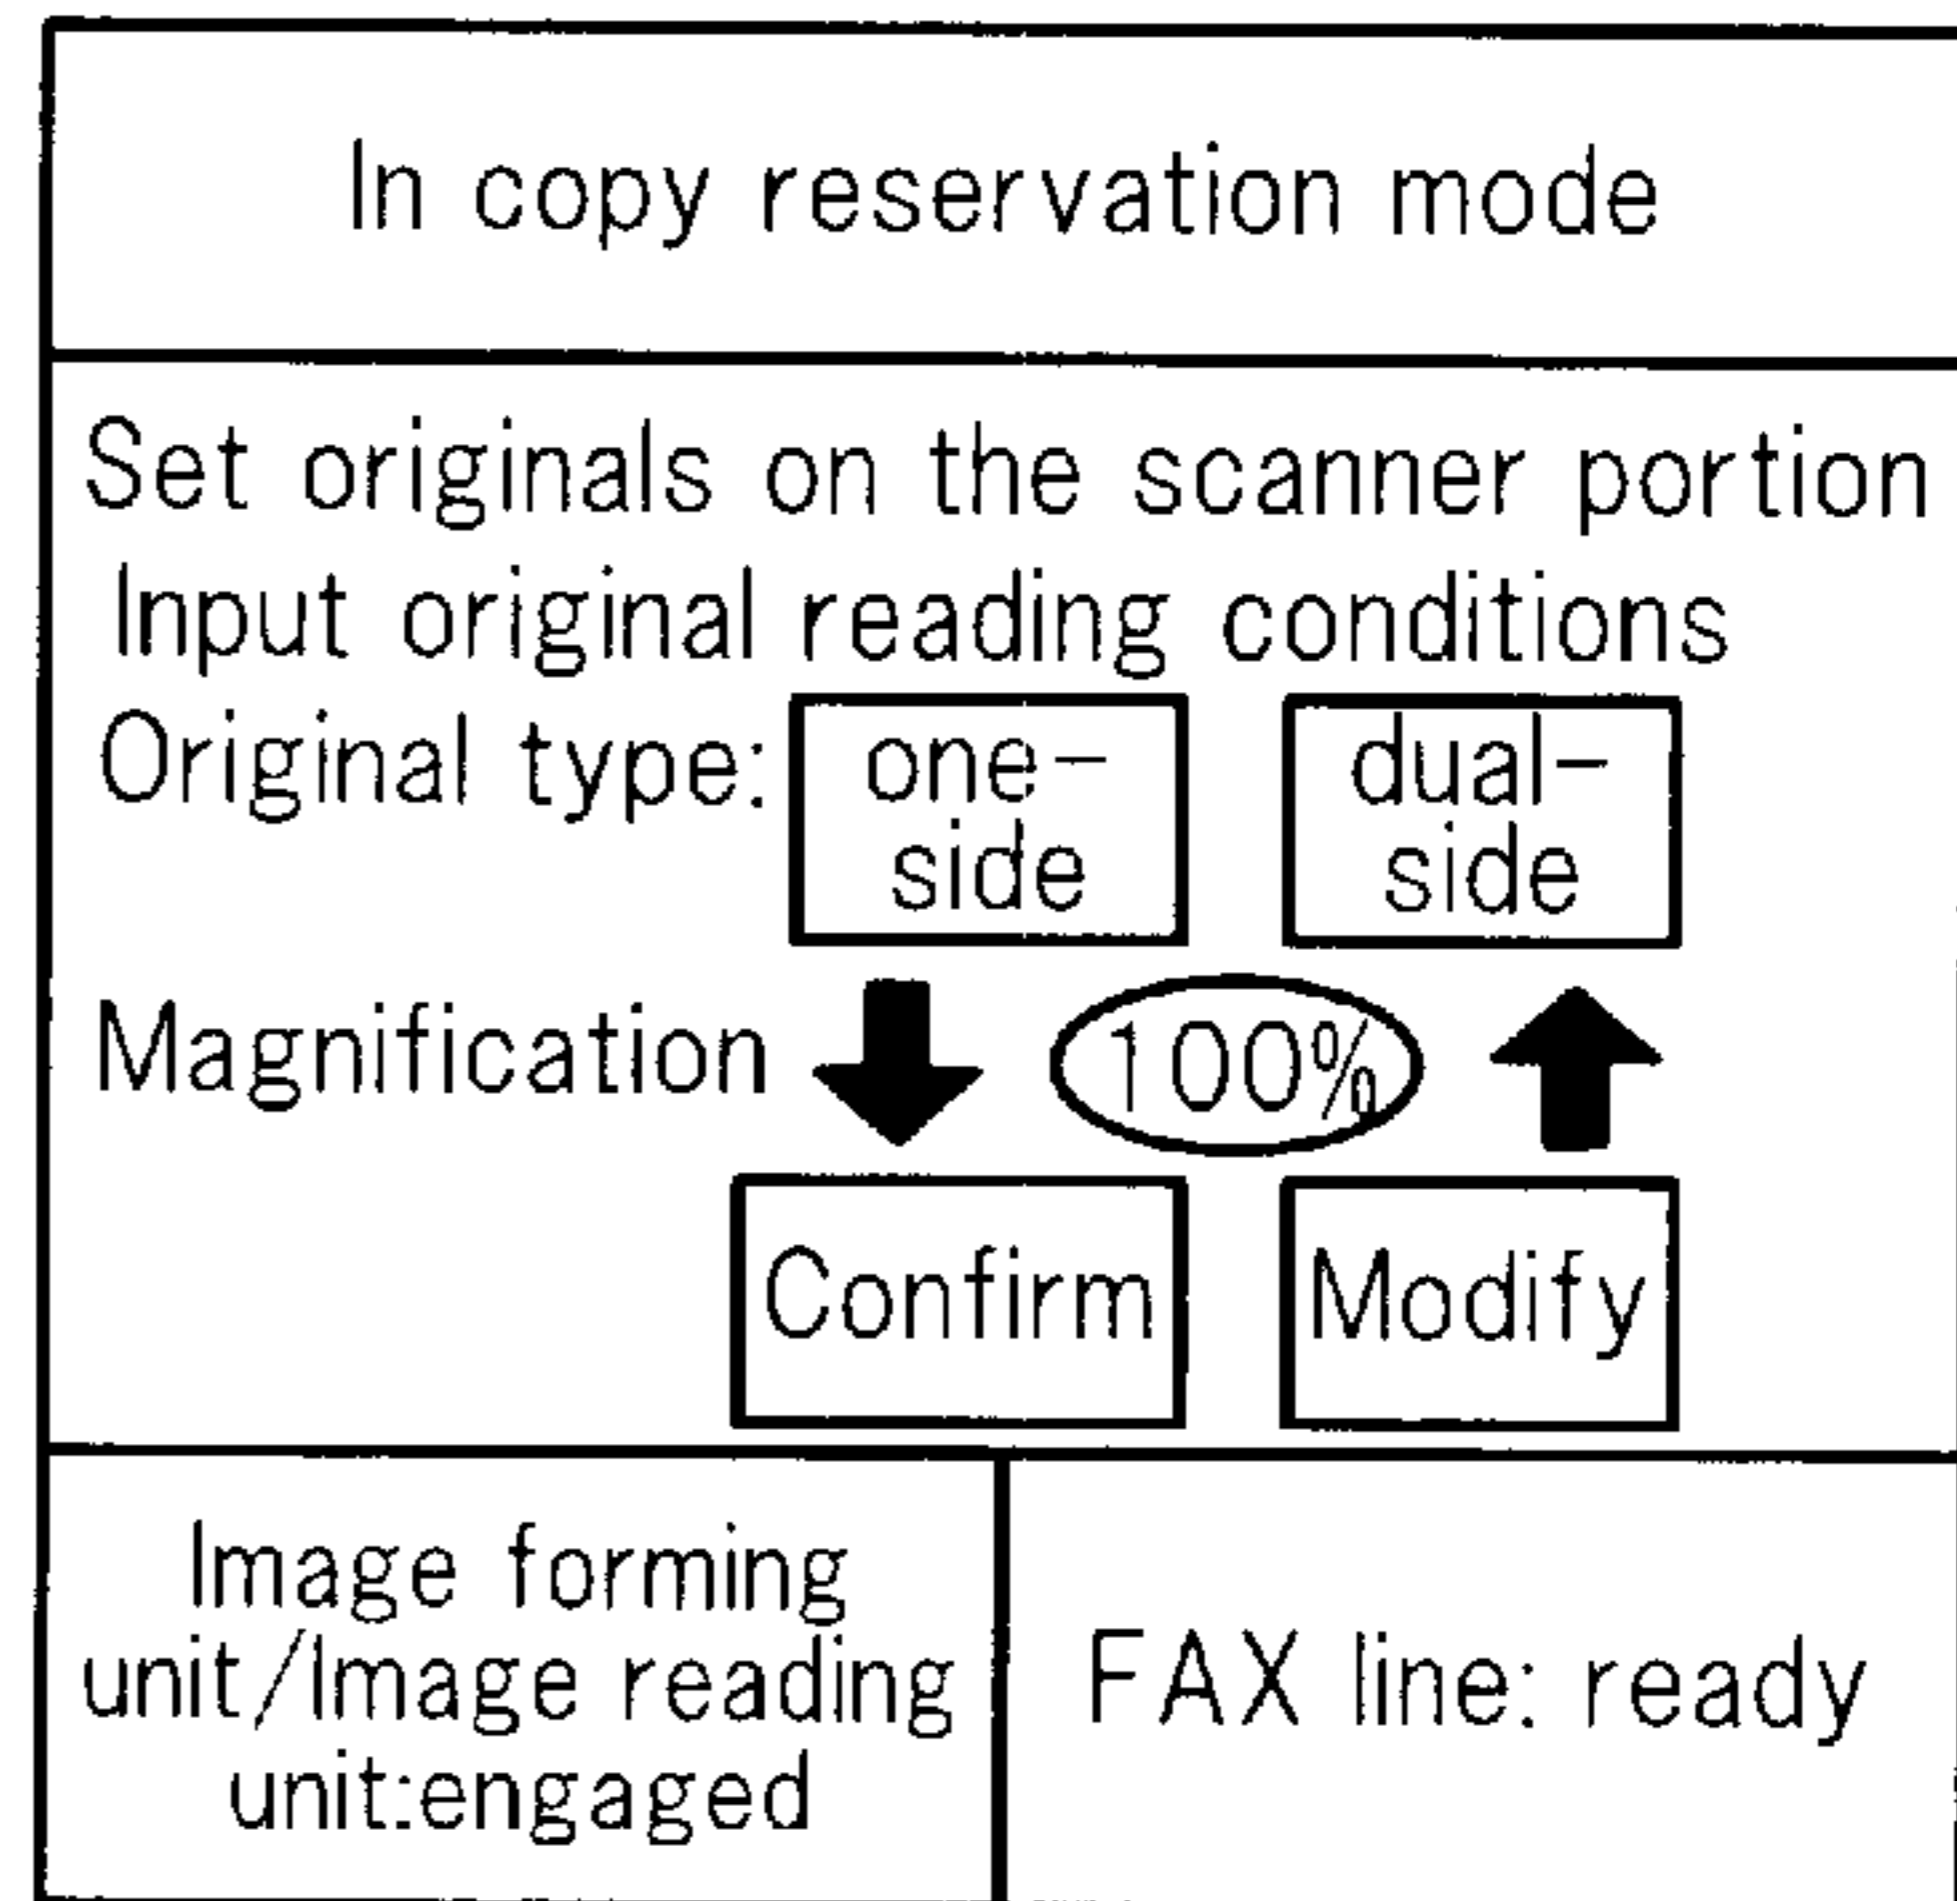 In copy reservation mode
Set originals on the scanner portion
Input original reading conditions
Original type: one-side dual-side
Magnification 100%
Confirm Modify
Image forming
unit/Image reading
unit:engaged
FAX line: ready